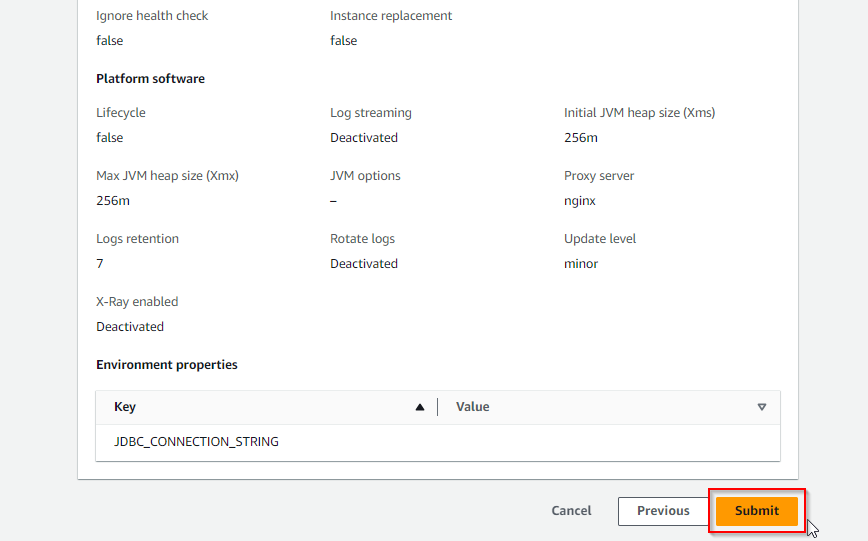 Ignore health check Instance replacement
false false
Platform software
Lifecycle Log streaming Initial JVM heap size (Xms)
false Deactivated 256m
Max JVM heap size (Xmx) JVM options Proxy server
256m – nginx
Logs retention Rotate logs Update level
7 Deactivated minor
X-Ray enabled
Deactivated
Environment properties
Key Value
JDBC_CONNECTION_STRING
Cancel Previous Submit